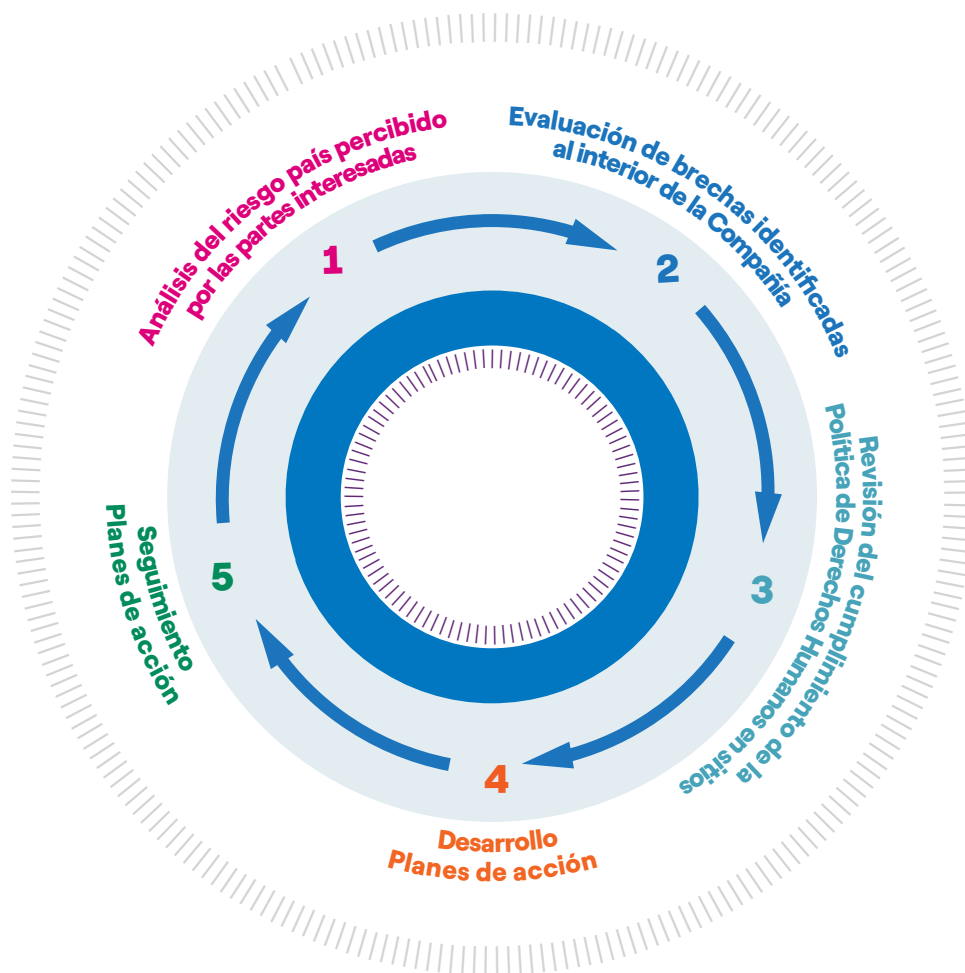 1
Análisis del riesgo país percibido
por las partes interesadas
2
Evaluación de brechas identificadas
al interior de la Compañía
3
Revisión del cumplimiento de la
Política de Derechos Humanos en sitios
4
Desarrollo
Planes de acción
5
Seguimiento
Planes de acción